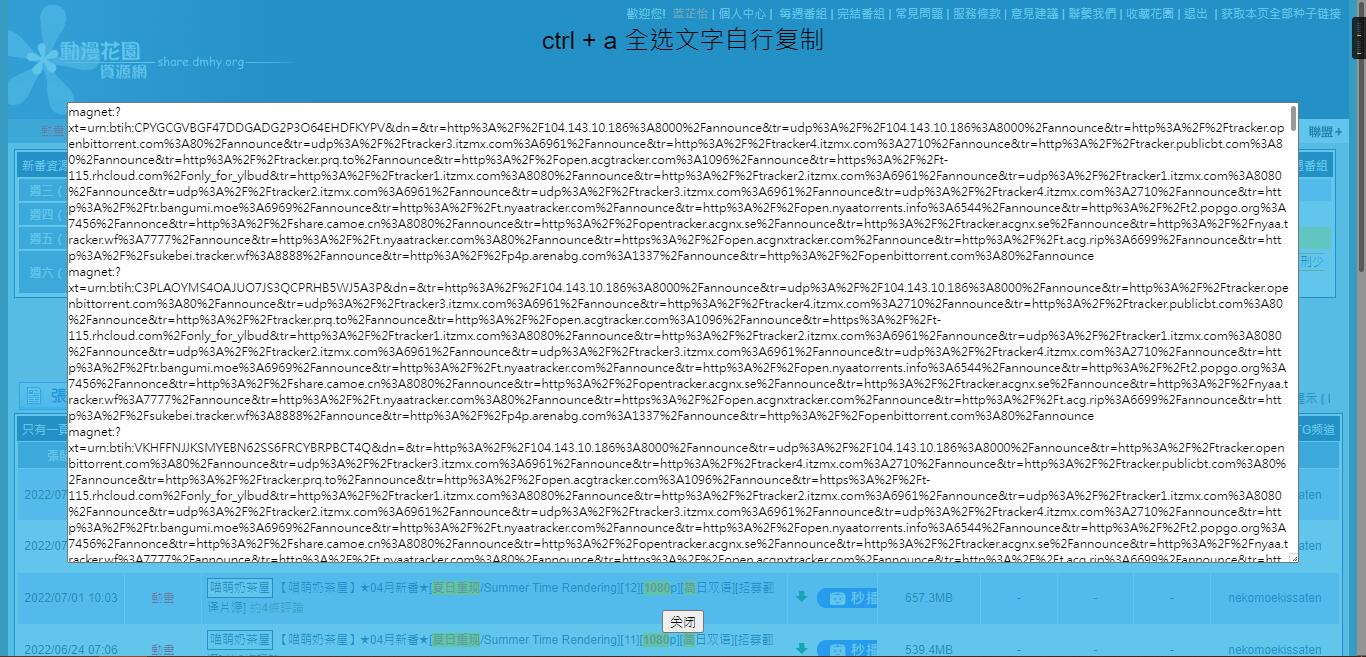 歡迎您! 蓝芷怡 | 個人中心 | 每週番組 | 完結番組 | 常見問題 | 服務條款 | 意見建議 | 聯繫我們 | 收藏花園 | 退出 | 获取本页全部种子链接
ctrl + a 全选文字自行复制
動漫花園
資源網
share.dmhy.org
magnet:?
xt=urn:btih:CPYGCGVBGF47DDGADG2P3O64EHDFKYPV&dn=&tr=http%3A%2F%2F104.143.10.186%3A8000%2Fannounce&tr=udp%3A%2F%2F104.143.10.186%3A8000%2Fannounce&tr=http%3A%2F%2Ftracker.op
enbittorrent.com%3A80%2Fannounce&tr=udp%3A%2F%2Ftracker3.itzmx.com%3A6961%2Fannounce&tr=http%3A%2F%2Ftracker4.itzmx.com%3A2710%2Fannounce&tr=http%3A%2F%2Ftracker.publicbt.com%3A8
0%2Fannounce&tr=http%3A%2F%2Ftracker.prq.to%2Fannounce&tr=http%3A%2F%2Fopen.acgtracker.com%3A1096%2Fannounce&tr=https%3A%2F%2Ft-
115.rhcloud.com%2Fonly_for_ylbud&tr=http%3A%2F%2Ftracker1.itzmx.com%3A8080%2Fannounce&tr=http%3A%2F%2Ftracker2.itzmx.com%3A6961%2Fannounce&tr=udp%3A%2F%2Ftracker1.itzmx.com%3A8080
%2Fannounce&tr=udp%3A%2F%2Ftracker2.itzmx.com%3A6961%2Fannounce&tr=udp%3A%2F%2Ftracker3.itzmx.com%3A6961%2Fannounce&tr=udp%3A%2F%2Ftracker4.itzmx.com%3A2710%2Fannounce&tr=htt
p%3A%2F%2Ftr.bangumi.moe%3A6969%2Fannounce&tr=http%3A%2F%2Ft.nyaatracker.com%2Fannounce&tr=http%3A%2F%2Fopen.nyaatorrents.info%3A6544%2Fannounce&tr=http%3A%2F%2Ft2.popgo.org%3A
7456%2Fannonce&tr=http%3A%2F%2Fshare.camoe.cn%3A8080%2Fannounce&tr=http%3A%2F%2Fopentracker.acgnx.se%2Fannounce&tr=http%3A%2F%2Ftracker.acgnx.se%2Fannounce&tr=http%3A%2F%2Fnyaa.t
racker.wf%3A7777%2Fannounce&tr=http%3A%2F%2Ft.nyaatracker.com%3A80%2Fannounce&tr=https%3A%2F%2Fopen.acgnxtracker.com%2Fannounce&tr=http%3A%2F%2Ft.acg.rip%3A6699%2Fannounce&tr=htt
p%3A%2F%2Fsukebei.tracker.wf%3A8888%2Fannounce&tr=http%3A%2F%2Fp4p.arenabg.com%3A1337%2Fannounce&tr=http%3A%2F%2Fopenbittorrent.com%3A80%2Fannounce
magnet:?
xt=urn:btih:C3PLAOYMS4OAJUO7JS3QCPRHB5WJ5A3P&dn=&tr=http%3A%2F%2F104.143.10.186%3A8000%2Fannounce&tr=udp%3A%2F%2F104.143.10.186%3A8000%2Fannounce&tr=http%3A%2F%2Ftracker.ope
nbittorrent.com%3A80%2Fannounce&tr=udp%3A%2F%2Ftracker3.itzmx.com%3A6961%2Fannounce&tr=http%3A%2F%2Ftracker4.itzmx.com%3A2710%2Fannounce&tr=http%3A%2F%2Ftracker.publicbt.com%3A80
%2Fannounce&tr=http%3A%2F%2Ftracker.prq.to%2Fannounce&tr=http%3A%2F%2Fopen.acgtracker.com%3A1096%2Fannounce&tr=https%3A%2F%2Ft-
115.rhcloud.com%2Fonly_for_ylbud&tr=http%3A%2F%2Ftracker1.itzmx.com%3A8080%2Fannounce&tr=http%3A%2F%2Ftracker2.itzmx.com%3A6961%2Fannounce&tr=udp%3A%2F%2Ftracker1.itzmx.com%3A8080
%2Fannounce&tr=udp%3A%2F%2Ftracker2.itzmx.com%3A6961%2Fannounce&tr=udp%3A%2F%2Ftracker3.itzmx.com%3A6961%2Fannounce&tr=udp%3A%2F%2Ftracker4.itzmx.com%3A2710%2Fannounce&tr=htt
p%3A%2F%2Ftr.bangumi.moe%3A6969%2Fannounce&tr=http%3A%2F%2Ft.nyaatracker.com%2Fannounce&tr=http%3A%2F%2Fopen.nyaatorrents.info%3A6544%2Fannounce&tr=http%3A%2F%2Ft2.popgo.org%3A
7456%2Fannonce&tr=http%3A%2F%2Fshare.camoe.cn%3A8080%2Fannounce&tr=http%3A%2F%2Fopentracker.acgnx.se%2Fannounce&tr=http%3A%2F%2Ftracker.acgnx.se%2Fannounce&tr=http%3A%2F%2Fnyaa.t
racker.wf%3A7777%2Fannounce&tr=http%3A%2F%2Ft.nyaatracker.com%3A80%2Fannounce&tr=https%3A%2F%2Fopen.acgnxtracker.com%2Fannounce&tr=http%3A%2F%2Ft.acg.rip%3A6699%2Fannounce&tr=htt
p%3A%2F%2Fsukebei.tracker.wf%3A8888%2Fannounce&tr=http%3A%2F%2Fp4p.arenabg.com%3A1337%2Fannounce&tr=http%3A%2F%2Fopenbittorrent.com%3A80%2Fannounce
magnet:?
xt=urn:btih:VKHFFNJJKSMYEBN62SS6FRCYBRPBCT4Q&dn=&tr=http%3A%2F%2F104.143.10.186%3A8000%2Fannounce&tr=udp%3A%2F%2F104.143.10.186%3A8000%2Fannounce&tr=http%3A%2F%2Ftracker.open
bittorrent.com%3A80%2Fannounce&tr=udp%3A%2F%2Ftracker3.itzmx.com%3A6961%2Fannounce&tr=http%3A%2F%2Ftracker4.itzmx.com%3A2710%2Fannounce&tr=http%3A%2F%2Ftracker.publicbt.com%3A80%
2Fannounce&tr=http%3A%2F%2Ftracker.prq.to%2Fannounce&tr=http%3A%2F%2Fopen.acgtracker.com%3A1096%2Fannounce&tr=https%3A%2F%2Ft-
115.rhcloud.com%2Fonly_for_ylbud&tr=http%3A%2F%2Ftracker1.itzmx.com%3A8080%2Fannounce&tr=http%3A%2F%2Ftracker2.itzmx.com%3A6961%2Fannounce&tr=udp%3A%2F%2Ftracker1.itzmx.com%3A8080
%2Fannounce&tr=udp%3A%2F%2Ftracker2.itzmx.com%3A6961%2Fannounce&tr=udp%3A%2F%2Ftracker3.itzmx.com%3A6961%2Fannounce&tr=udp%3A%2F%2Ftracker4.itzmx.com%3A2710%2Fannounce&tr=htt
p%3A%2F%2Ftr.bangumi.moe%3A6969%2Fannounce&tr=http%3A%2F%2Ft.nyaatracker.com%2Fannounce&tr=http%3A%2F%2Fopen.nyaatorrents.info%3A6544%2Fannounce&tr=http%3A%2F%2Ft2.popgo.org%3A
7456%2Fannonce&tr=http%3A%2F%2Fshare.camoe.cn%3A8080%2Fannounce&tr=http%3A%2F%2Fopentracker.acgnx.se%2Fannounce&tr=http%3A%2F%2Ftracker.acgnx.se%2Fannounce&tr=http%3A%2F%2Fnyaa.t
racker.wf%3A7777%2Fannounce&tr=http%3A%2F%2Ft.nyaatracker.com%3A80%2Fannounce&tr=https%3A%2F%2Fopen.acgnxtracker.com%2Fannounce&tr=http%3A%2F%2Ft.acg.rip%3A6699%2Fannounce&tr=htt
動畫
聯盟+
新番資源
週番組
週三 (
週四 (
週五 (
週六 (
刑少
張
提示 (
只有一頁
TG频道
張貼
2022/07
aten
2022/07
aten
2022/07/01 10:03 動畫 喵萌奶茶屋 【喵萌奶茶屋】★04月新番★[夏日重现/Summer Time Rendering][12][1080p][简日双语][招募翻 秒播 657.3MB - - - nekomoekissaten
译片源] 约4條評論
关闭
2022/06/24 07:06 動畫 喵萌奶茶屋 【喵萌奶茶屋】★04月新番★[夏日重现/Summer Time Rendering][11][1080p][简日双语][招募翻 秒播 539.4MB - - - nekomoekissaten